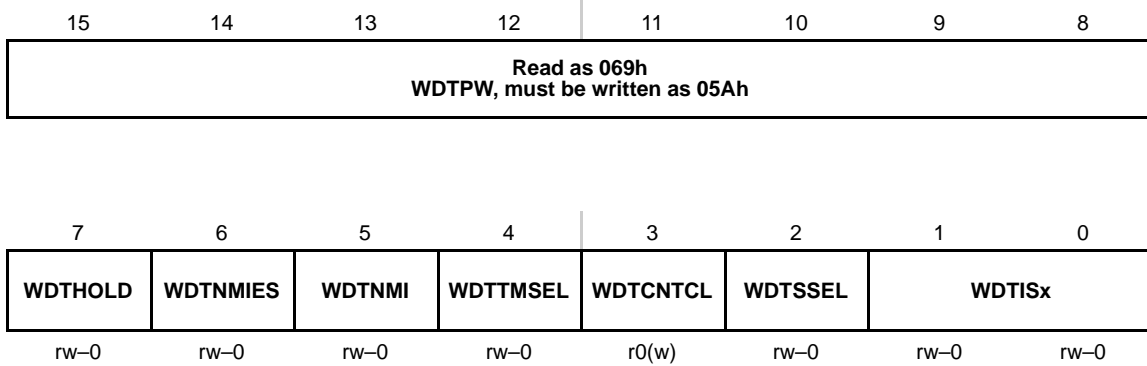 15 14 13 12 11 10 9 8
Read as 069h
WDTPW, must be written as 05Ah
7 6 5 4 3 2 1 0
WDTHOLD WDTNMIES WDTNMI WDTTMSEL WDTCNTCL WDTSSEL WDTISx
rw–0 rw–0 rw–0 rw–0 r0(w) rw–0 rw–0 rw–0